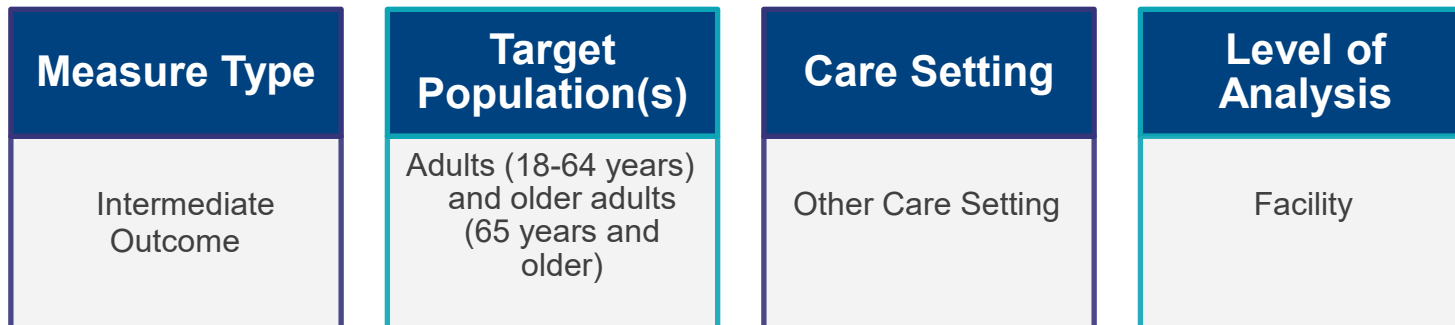 Measure Type
Intermediate
Outcome
Target
Population(s)
Adults (18-64 years)
and older adults
(65 years and
older)
Care Setting
Other Care Setting
Level of
Analysis
Facility